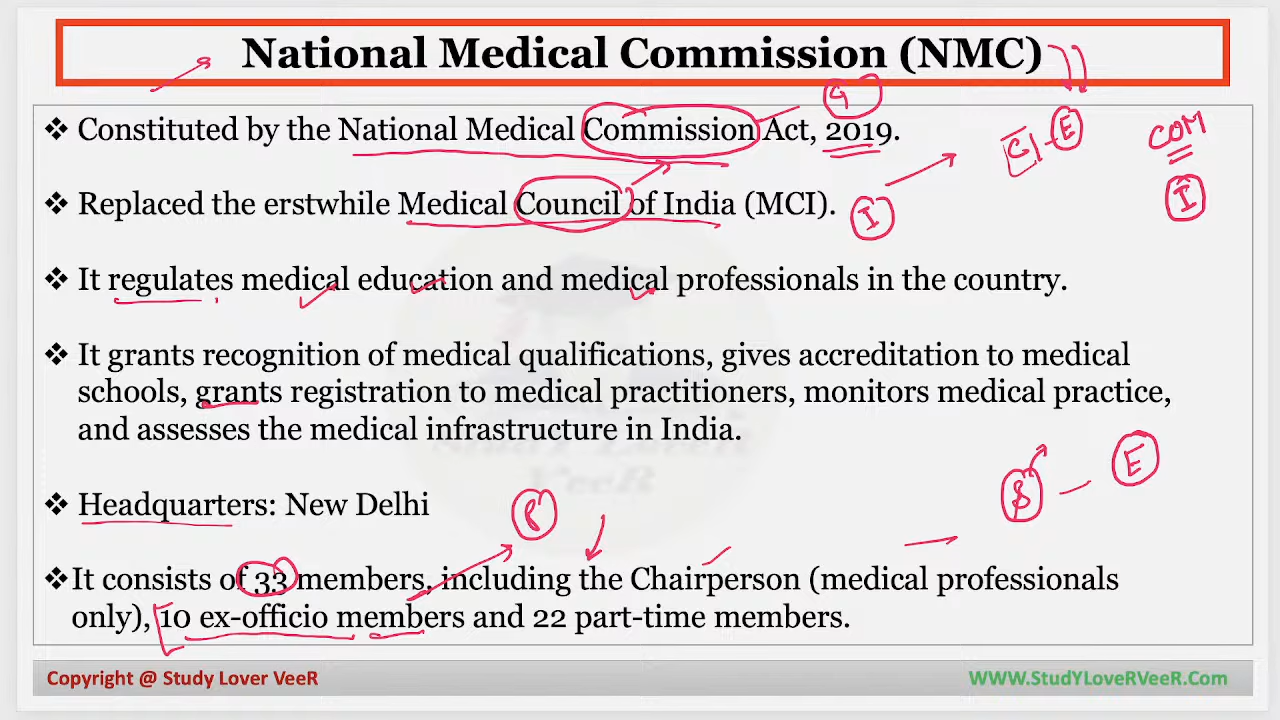 National Medical Commission (NMC)
❖ Constituted by the National Medical Commission Act, 2019.
❖ Replaced the erstwhile Medical Council of India (MCI).
❖ It regulates medical education and medical professionals in the country.
❖ It grants recognition of medical qualifications, gives accreditation to medical
schools, grants registration to medical practitioners, monitors medical practice,
and assesses the medical infrastructure in India.
❖ Headquarters: New Delhi
❖It consists of 33 members, including the Chairperson (medical professionals
only), 10 ex-officio members and 22 part-time members.
COM
I
I
E
E
Copyright @ Study Lover VeeR
WWW.StudYLoveRVeeR.Com